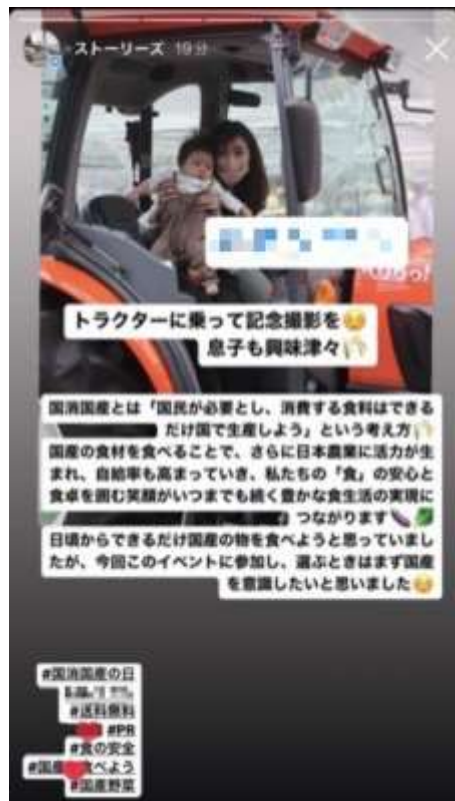 ストーリーズ 19分
トラクターに乗って記念撮影を😊
息子も興味津々
国消国産とは「国民が必要とし、消費する食料はできる
だけ国で生産しよう」という考え方
国産の食材を食べることで、さらに日本農業に活力が生
まれ、自給率も高まっていき、私たちの「食」の安心と
食卓を囲む笑顔がいつまでも続く豊かな食生活の実現に
つながります🍆🥦
日頃からできるだけ国産の物を食べようと思っていまし
たが、今回このイベントに参加し、選ぶときはまず国産
を意識したいと思いました😊
#国消国産の日
#送料無料
#PR
#食の安全
#国産 食べよう
#国産野菜